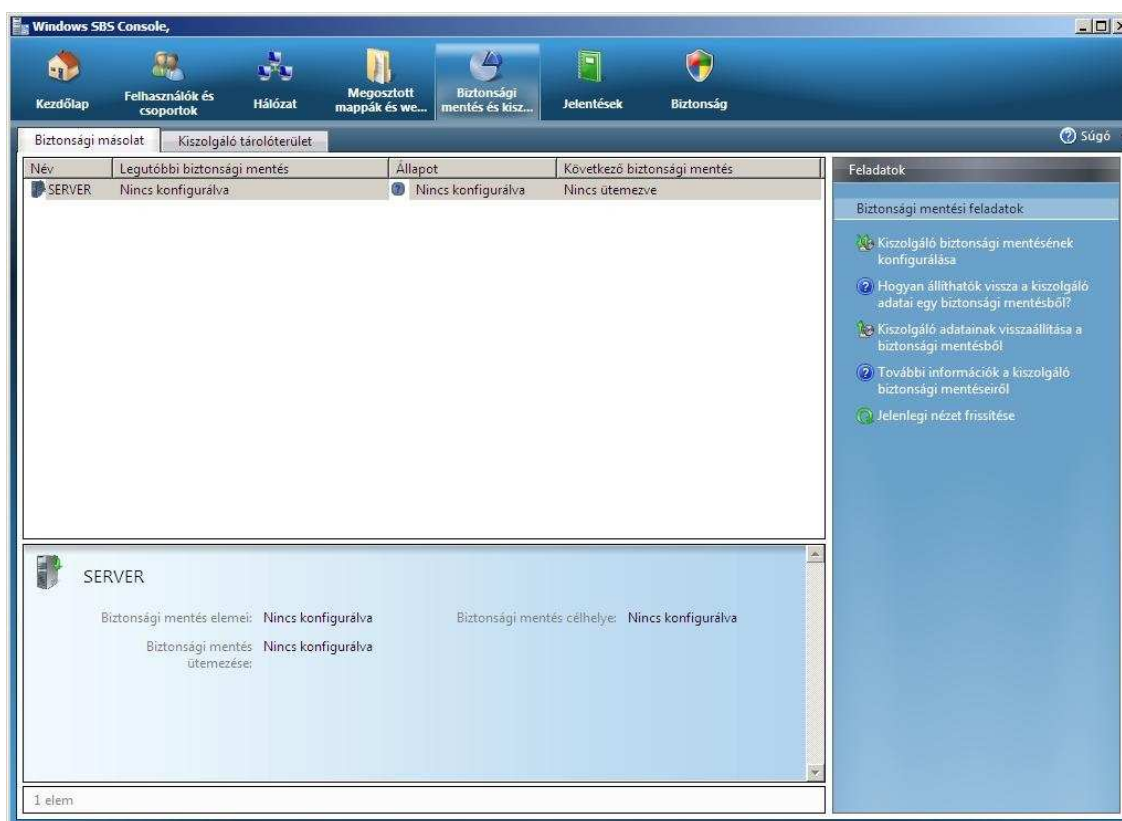 Windows SBS Console,
Kezdőlap
Felhasználók és
csoportok
Hálózat
Megosztott
mappák és we...
Biztonsági
mentés és kisz...
Jelentések
Biztonság
Biztonsági másolat
Kiszolgáló tárolóterület
Súgó
Név Legutóbbi biztonsági mentés Állapot Következő biztonsági mentés
SERVER Nincs konfigurálva Nincs konfigurálva Nincs ütemezve
Feladatok
Biztonsági mentési feladatok
Kiszolgáló biztonsági mentésének
konfigurálása
Hogyan állíthatók vissza a kiszolgáló
adatai egy biztonsági mentésből?
Kiszolgáló adatainak visszaállítása a
biztonsági mentésből
További információk a kiszolgáló
biztonsági mentéseiről
Jelenlegi nézet frissítése
SERVER
Biztonsági mentés elemei: Nincs konfigurálva Biztonsági mentés célhelye: Nincs konfigurálva
Biztonsági mentés Nincs konfigurálva
ütemezése:
1 elem